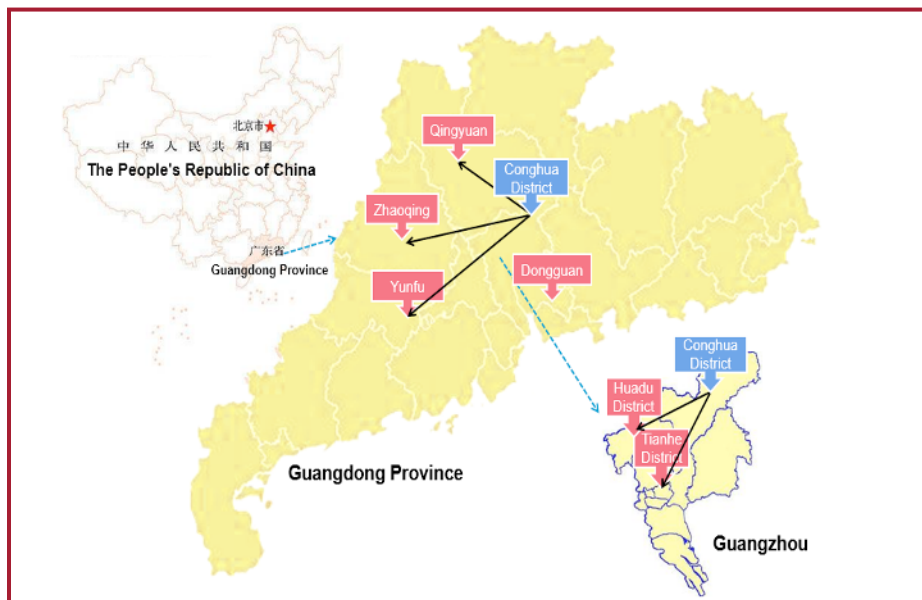 北京市
中华人民共和国
The People's Republic of China
广东省
Guangdong Province
Qingyuan
Conghua
District
Zhaoqing
Yunfu
Dongguan
Guangdong Province
Conghua
District
Huadu
District
Tianhe
District
Guangzhou